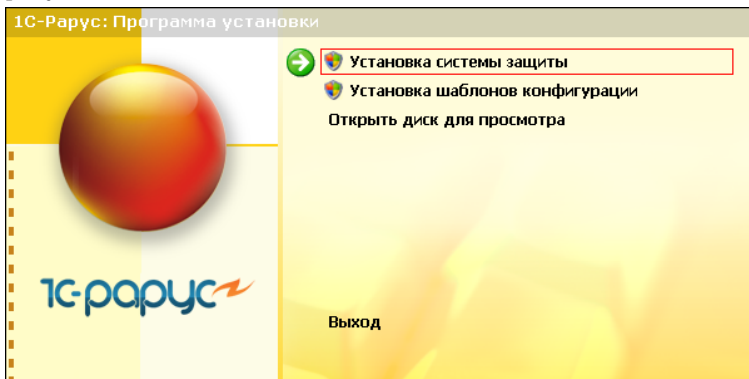 1С-Рарус: Программа установки
Установка системы защиты
Установка шаблонов конфигурации
Открыть диск для просмотра
1С-рарус
Выход